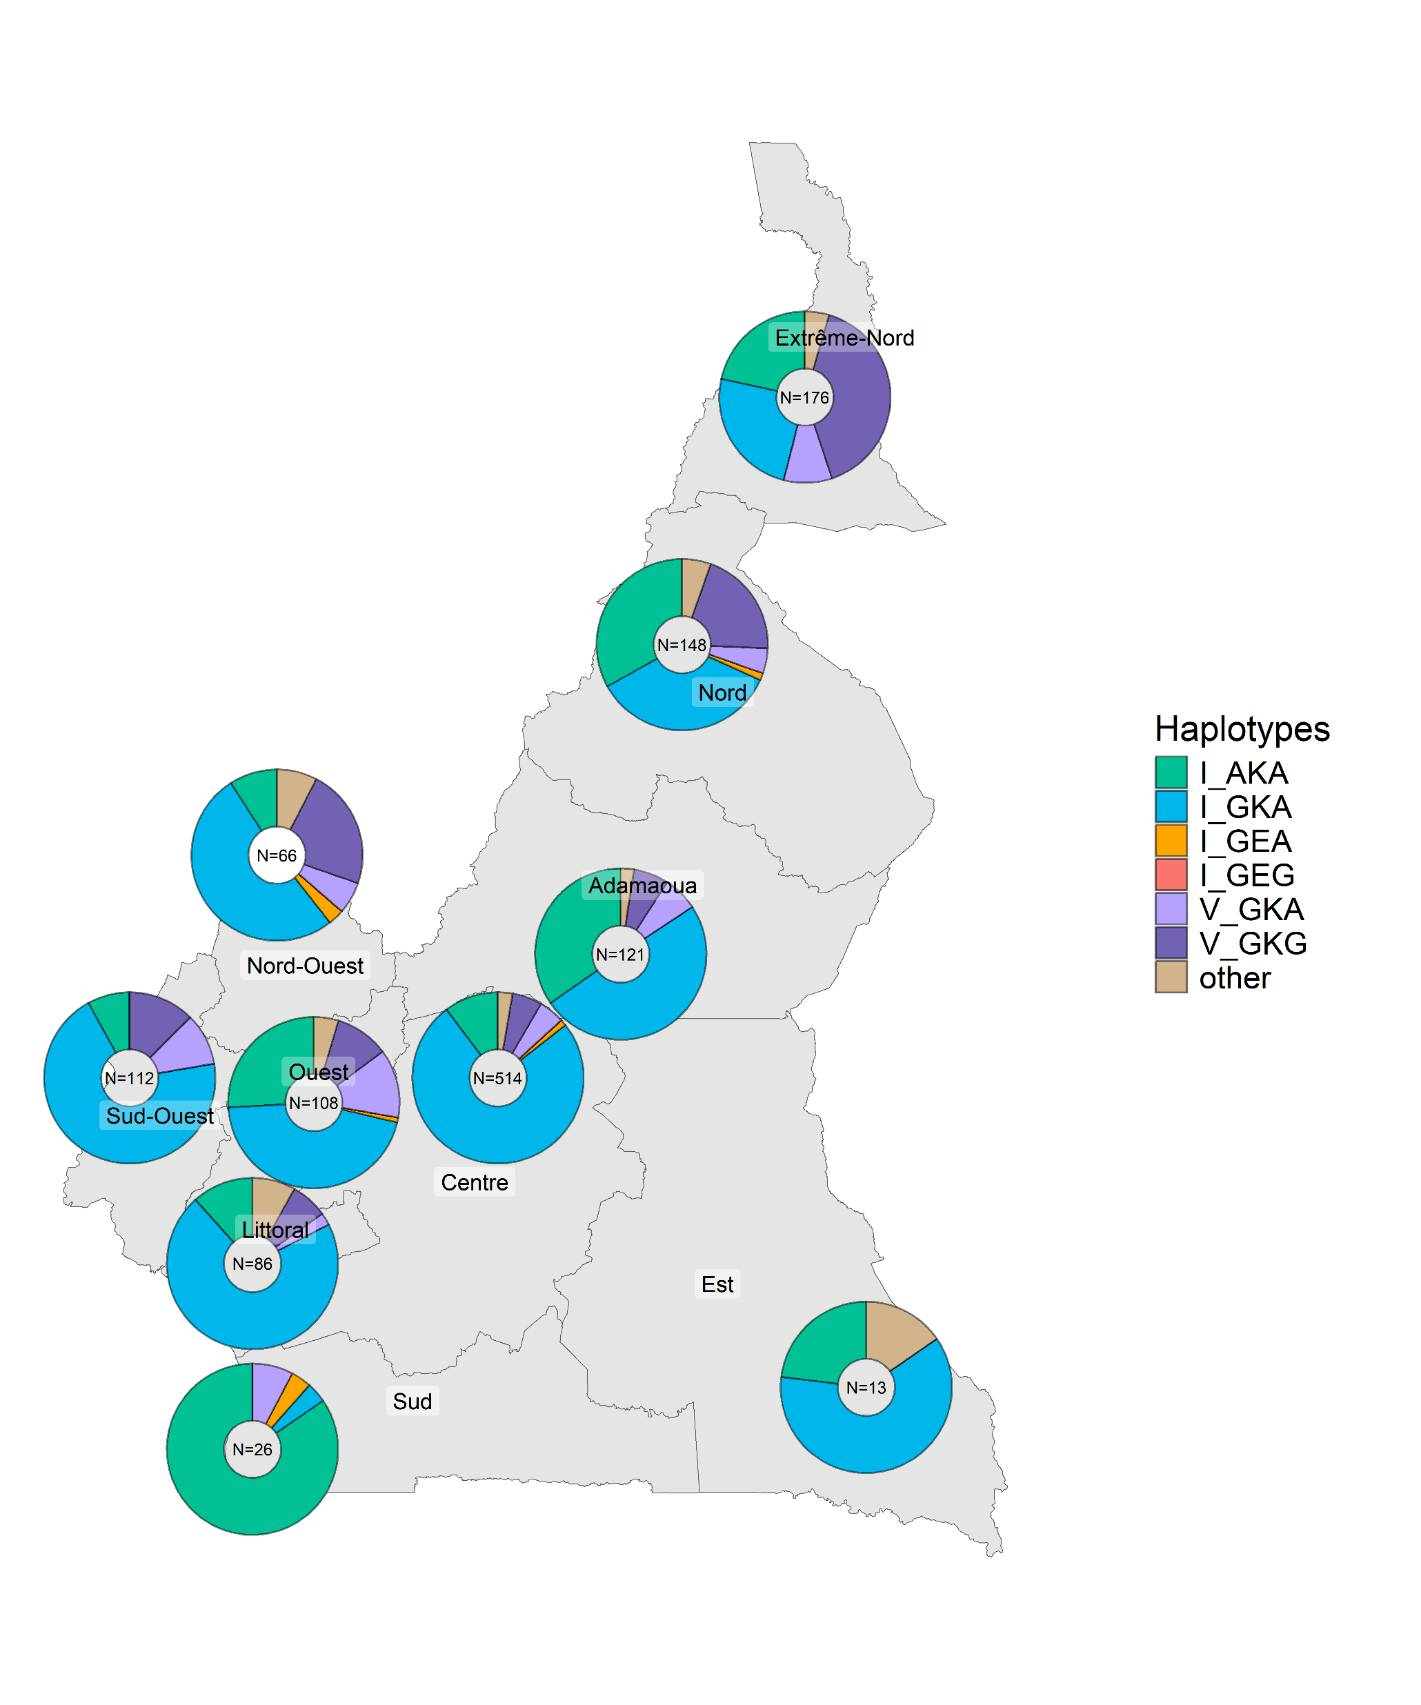 Extrême-Nord
N=176
N=148
Nord
Haplotypes
I_AKA
I_GKA
I_GEA
I_GEG
V_GKA
V_GKG
other
N=66
Adamaoua
N=121
Nord-Ouest
Ouest
N=112
N=514
N=108
Sud-Ouest
Centre
Littoral
N=86
Est
N=13
Sud
N=26